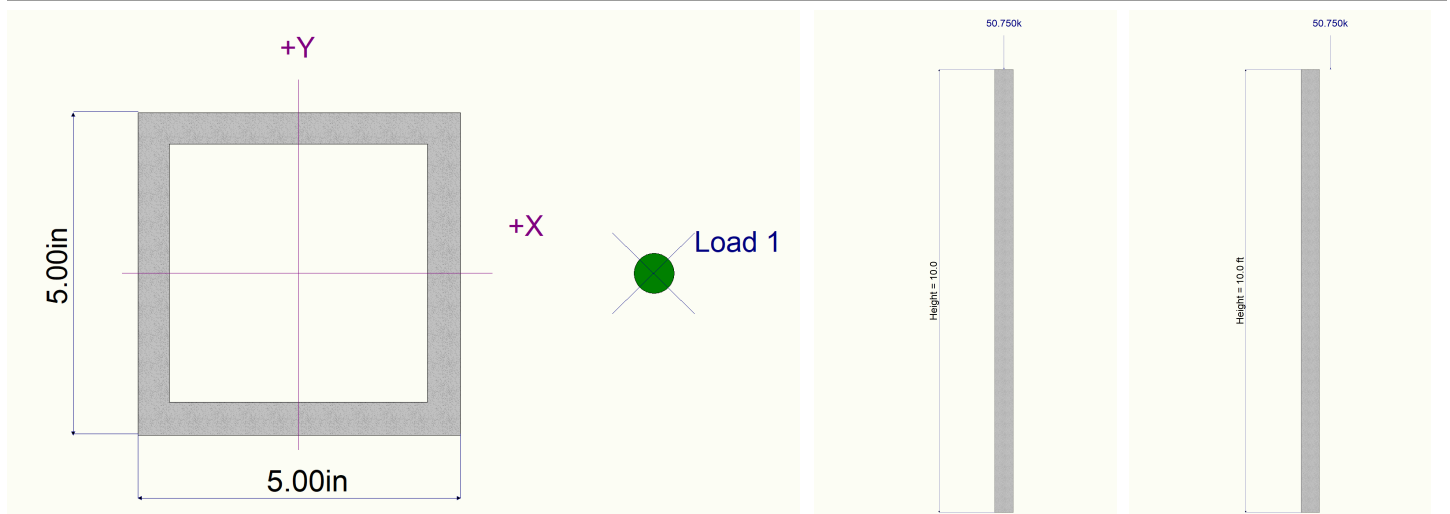 +Y
5.00in
+X
Load 1
5.00in
50.750k
Height = 10.0
50.750k
Height = 10.0 ft